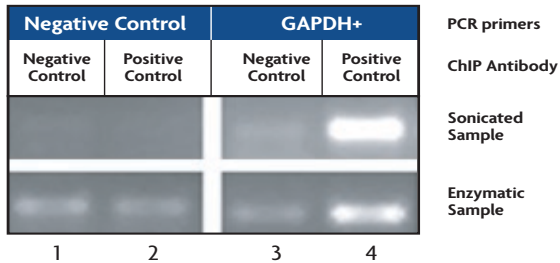 Negative Control GAPDH+ PCR primers
Negative Control Positive Control Negative Control Positive Control ChIP Antibody
Sonicated Sample
Enzymatic Sample
1 2 3 4